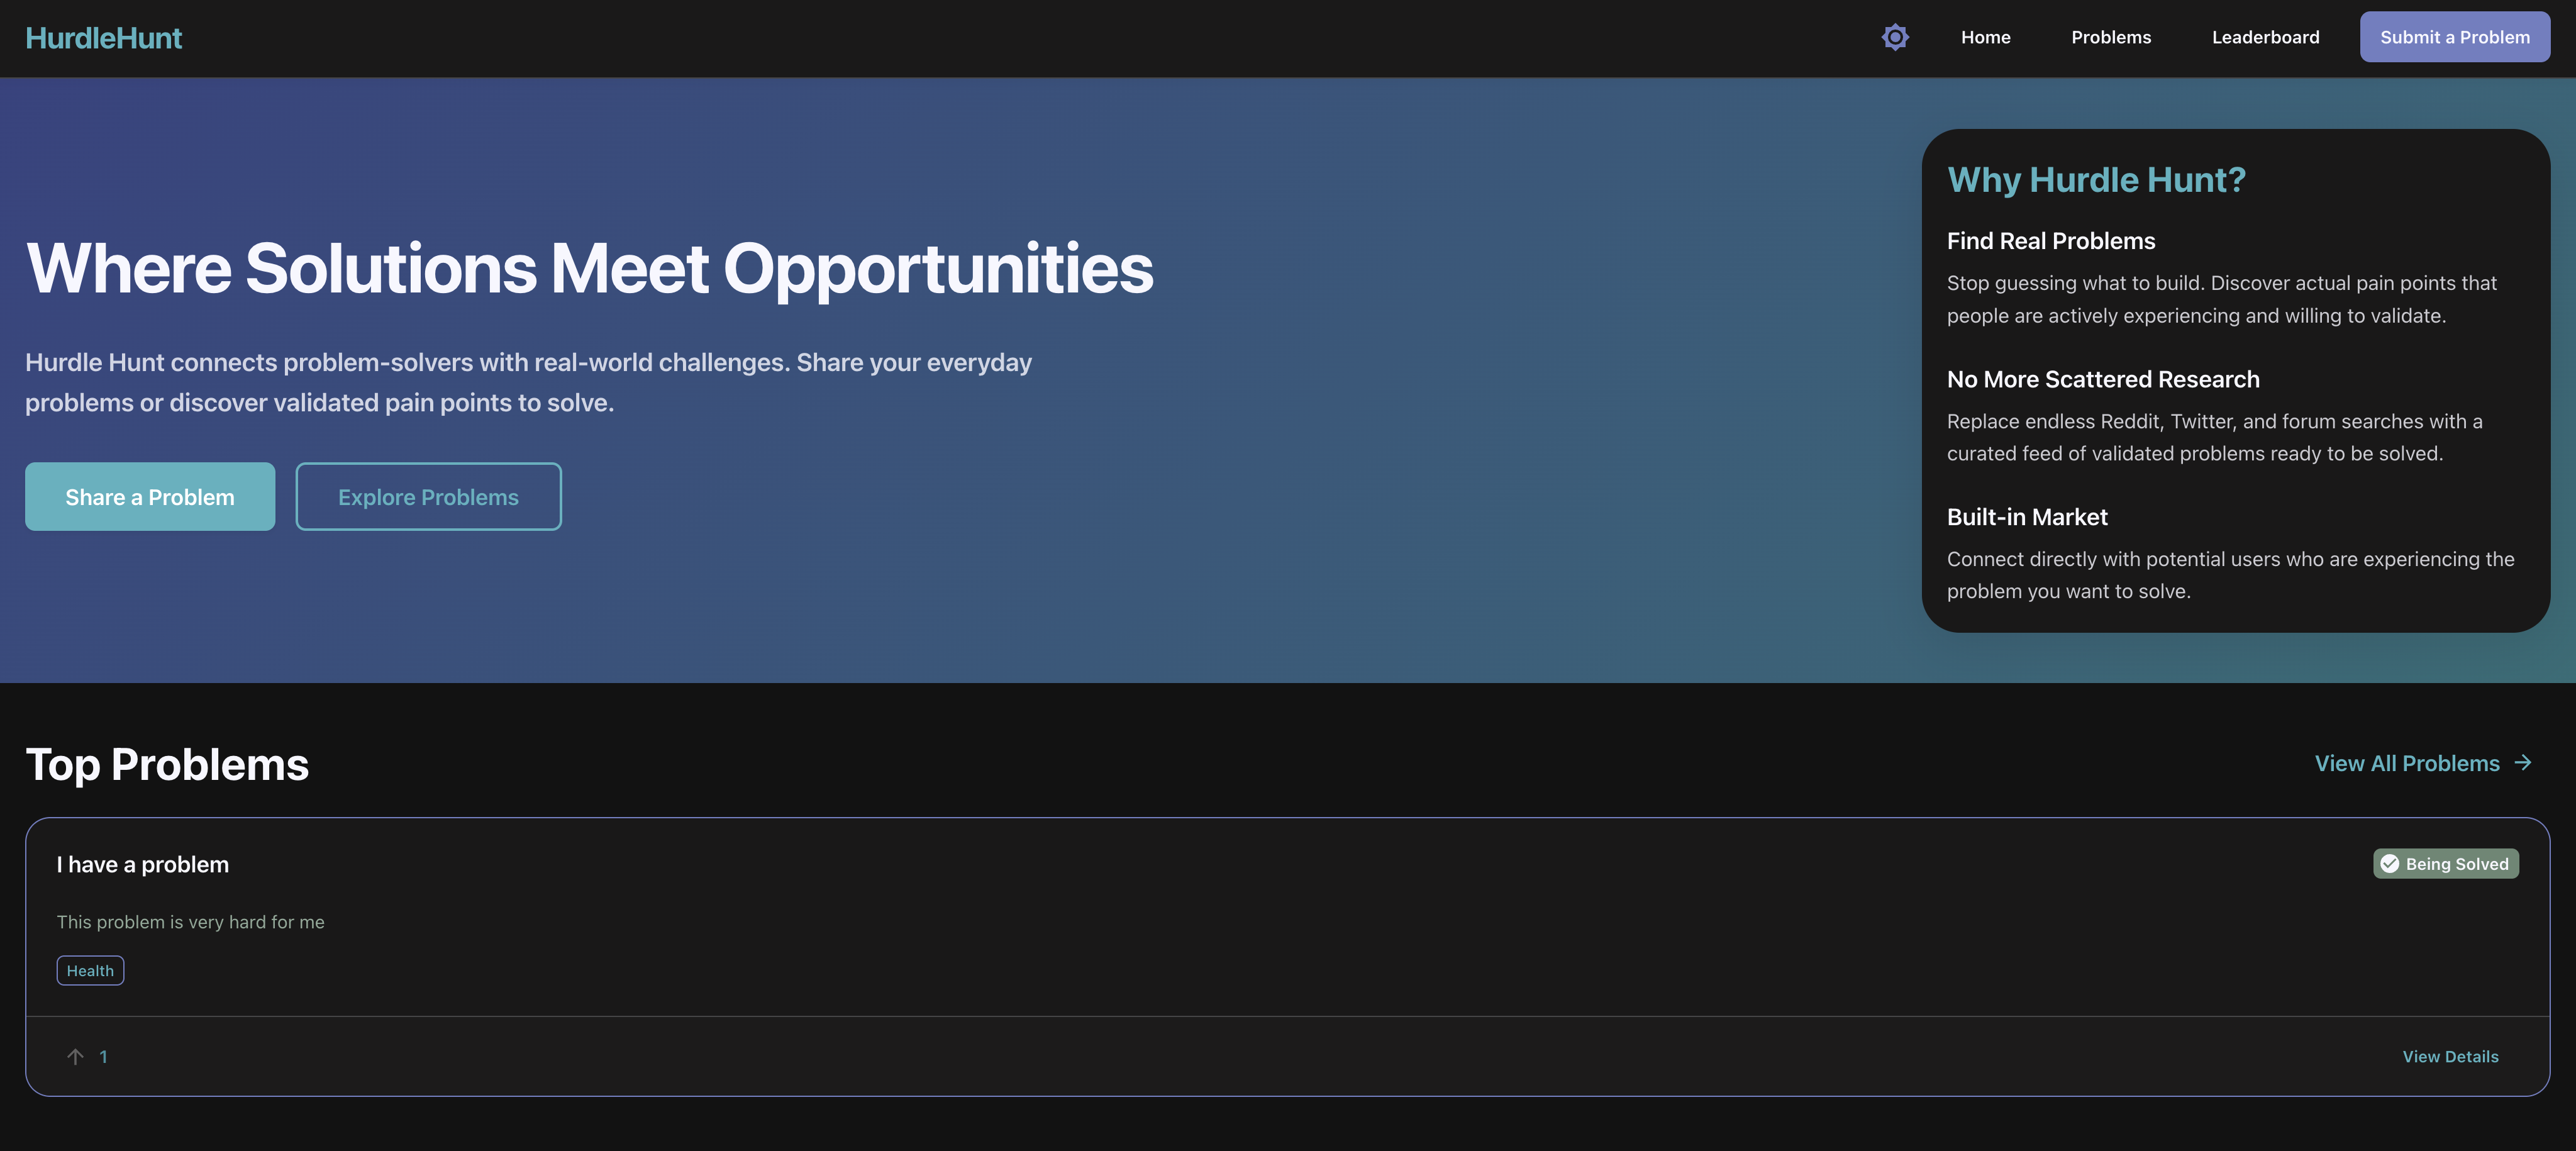 HurdleHunt
Home
Problems
Leaderboard
Submit a Problem
Where Solutions Meet Opportunities
Hurdle Hunt connects problem-solvers with real-world challenges. Share your everyday
problems or discover validated pain points to solve.
Share a Problem
Explore Problems
Why Hurdle Hunt?
Find Real Problems
Stop guessing what to build. Discover actual pain points that
people are actively experiencing and willing to validate.
No More Scattered Research
Replace endless Reddit, Twitter, and forum searches with a
curated feed of validated problems ready to be solved.
Built-in Market
Connect directly with potential users who are experiencing the
problem you want to solve.
Top Problems
View All Problems →
I have a problem
Being Solved
This problem is very hard for me
Health
↑ 1
View Details